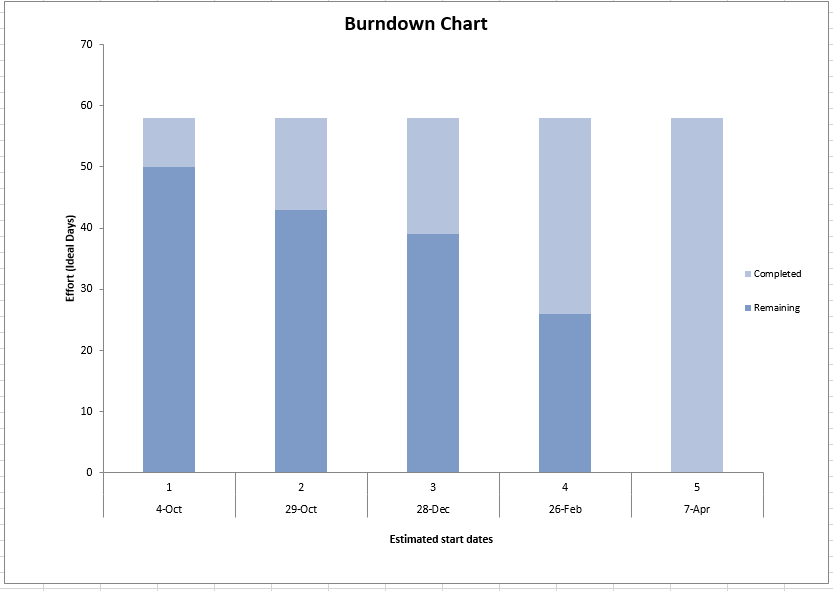 Burndown Chart
70
60
50
40
30
20
10
0
Effort (Ideal Days)
Completed
Remaining
1 2 3 4 5
4-Oct 29-Oct 28-Dec 26-Feb 7-Apr
Estimated start dates